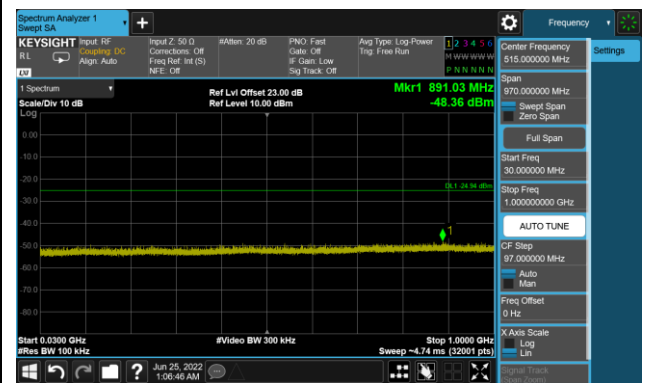 Spectrum Analyzer 1
Swept SA
Frequency
KEYSIGHT
RL
LXI
Input: RF
Coupling: DC
Align: Auto
Input Z: 50 Ω
Corrections: Off
Freq Ref: Int (S)
NFE: Off
#Atten: 20 dB
PNO: Fast
Gate: Off
IF Gain: Low
Sig Track: Off
Avg Type: Log-Power
Trig: Free Run
1 2 3 4 5 6
M W W W W W
P N N N N N
Center Frequency
515.000000 MHz
Settings
Span
970.000000 MHz
Swept Span
Zero Span
Full Span
Start Freq
30.000000 MHz
Stop Freq
1.000000000 GHz
AUTO TUNE
CF Step
97.000000 MHz
Auto
Man
Freq Offset
0 Hz
X Axis Scale
Log
Lin
Signal Track
(Span Zoom)
1 Spectrum
Scale/Div 10 dB
Log
Ref Lvl Offset 23.00 dB
Ref Level 10.00 dBm
Mkr1 891.03 MHz
-48.36 dBm
0.00
-10.0
-20.0
DL1 -24.94 dBm
-30.0
-40.0
1
-50.0
-60.0
-70.0
-80.0
Start 0.0300 GHz
#Res BW 100 kHz
#Video BW 300 kHz
Stop 1.0000 GHz
Sweep ~4.74 ms (32001 pts)
Jun 25, 2022
1:06:46 AM